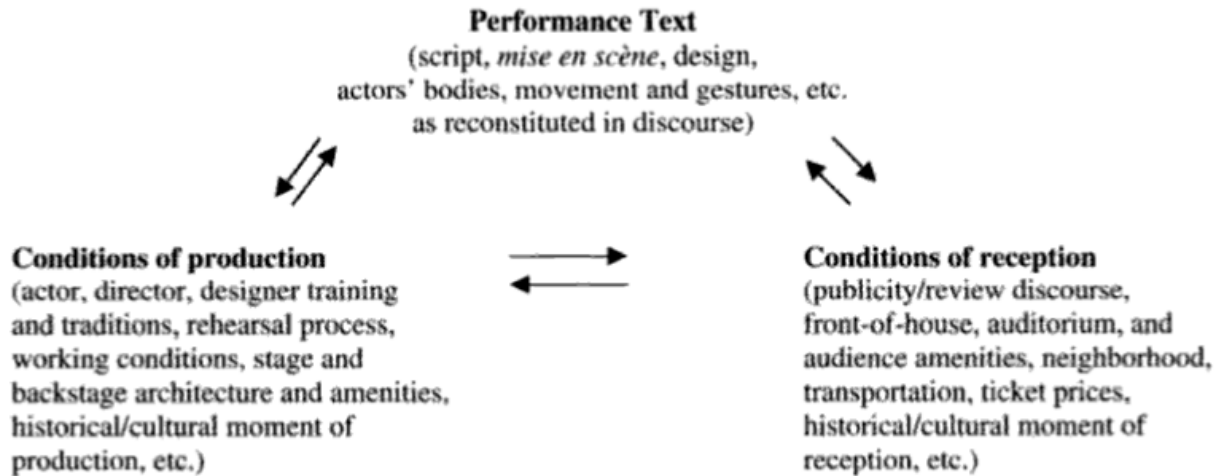 Performance Text
(script, mise en scène, design,
actors' bodies, movement and gestures, etc.
as reconstituted in discourse)
Conditions of production
(actor, director, designer training
and traditions, rehearsal process,
working conditions, stage and
backstage architecture and amenities,
historical/cultural moment of
production, etc.)
Conditions of reception
(publicity/review discourse,
front-of-house, auditorium, and
audience amenities, neighborhood,
transportation, ticket prices,
historical/cultural moment of
reception, etc.)